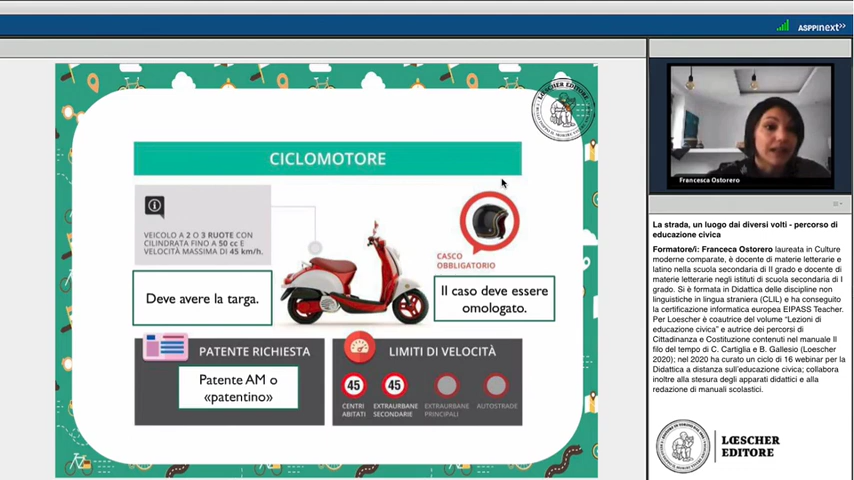 ASPPInext»
LŒSCHER EDITORE
CICLOMOTORE
VEICOLO A 2 O 3 RUOTE CON
CILINDRATA FINO A 50 cc E
VELOCITÀ MASSIMA DI 45 km/h.
CASCO
OBBLIGATORIO
Deve avere la targa.
Il caso deve essere
omologato.
PATENTE RICHIESTA
Patente AM o
«patentino»
LIMITI DI VELOCITÀ
45
45
CENTRI
ABITATI
EXTRAURBANE
SECONDARIE
EXTRAURBANE
PRINCIPALI
AUTOSTRADE
Francesca Ostorero
La strada, un luogo dai diversi volti - percorso di
educazione civica
Formatore/i: Franceca Ostorero laureata in Culture
moderne comparate, è docente di materie letterarie e
latino nella scuola secondaria di II grado e docente di
materie letterarie negli istituti di scuola secondaria di I
grado. Si è formata in Didattica delle discipline non
linguistiche in lingua straniera (CLIL) e ha conseguito
la certificazione informatica europea EIPASS Teacher.
Per Loescher è coautrice del volume "Lezioni di
educazione civica" e autrice dei percorsi di
Cittadinanza e Costituzione contenuti nel manuale Il
filo del tempo di C. Cartiglia e B. Gallesio (Loescher
2020); nel 2020 ha curato un ciclo di 16 webinar per la
Didattica a distanza sull'educazione civica; collabora
inoltre alla stesura degli apparati didattici e alla
redazione di manuali scolastici.
LŒSCHER
EDITORE